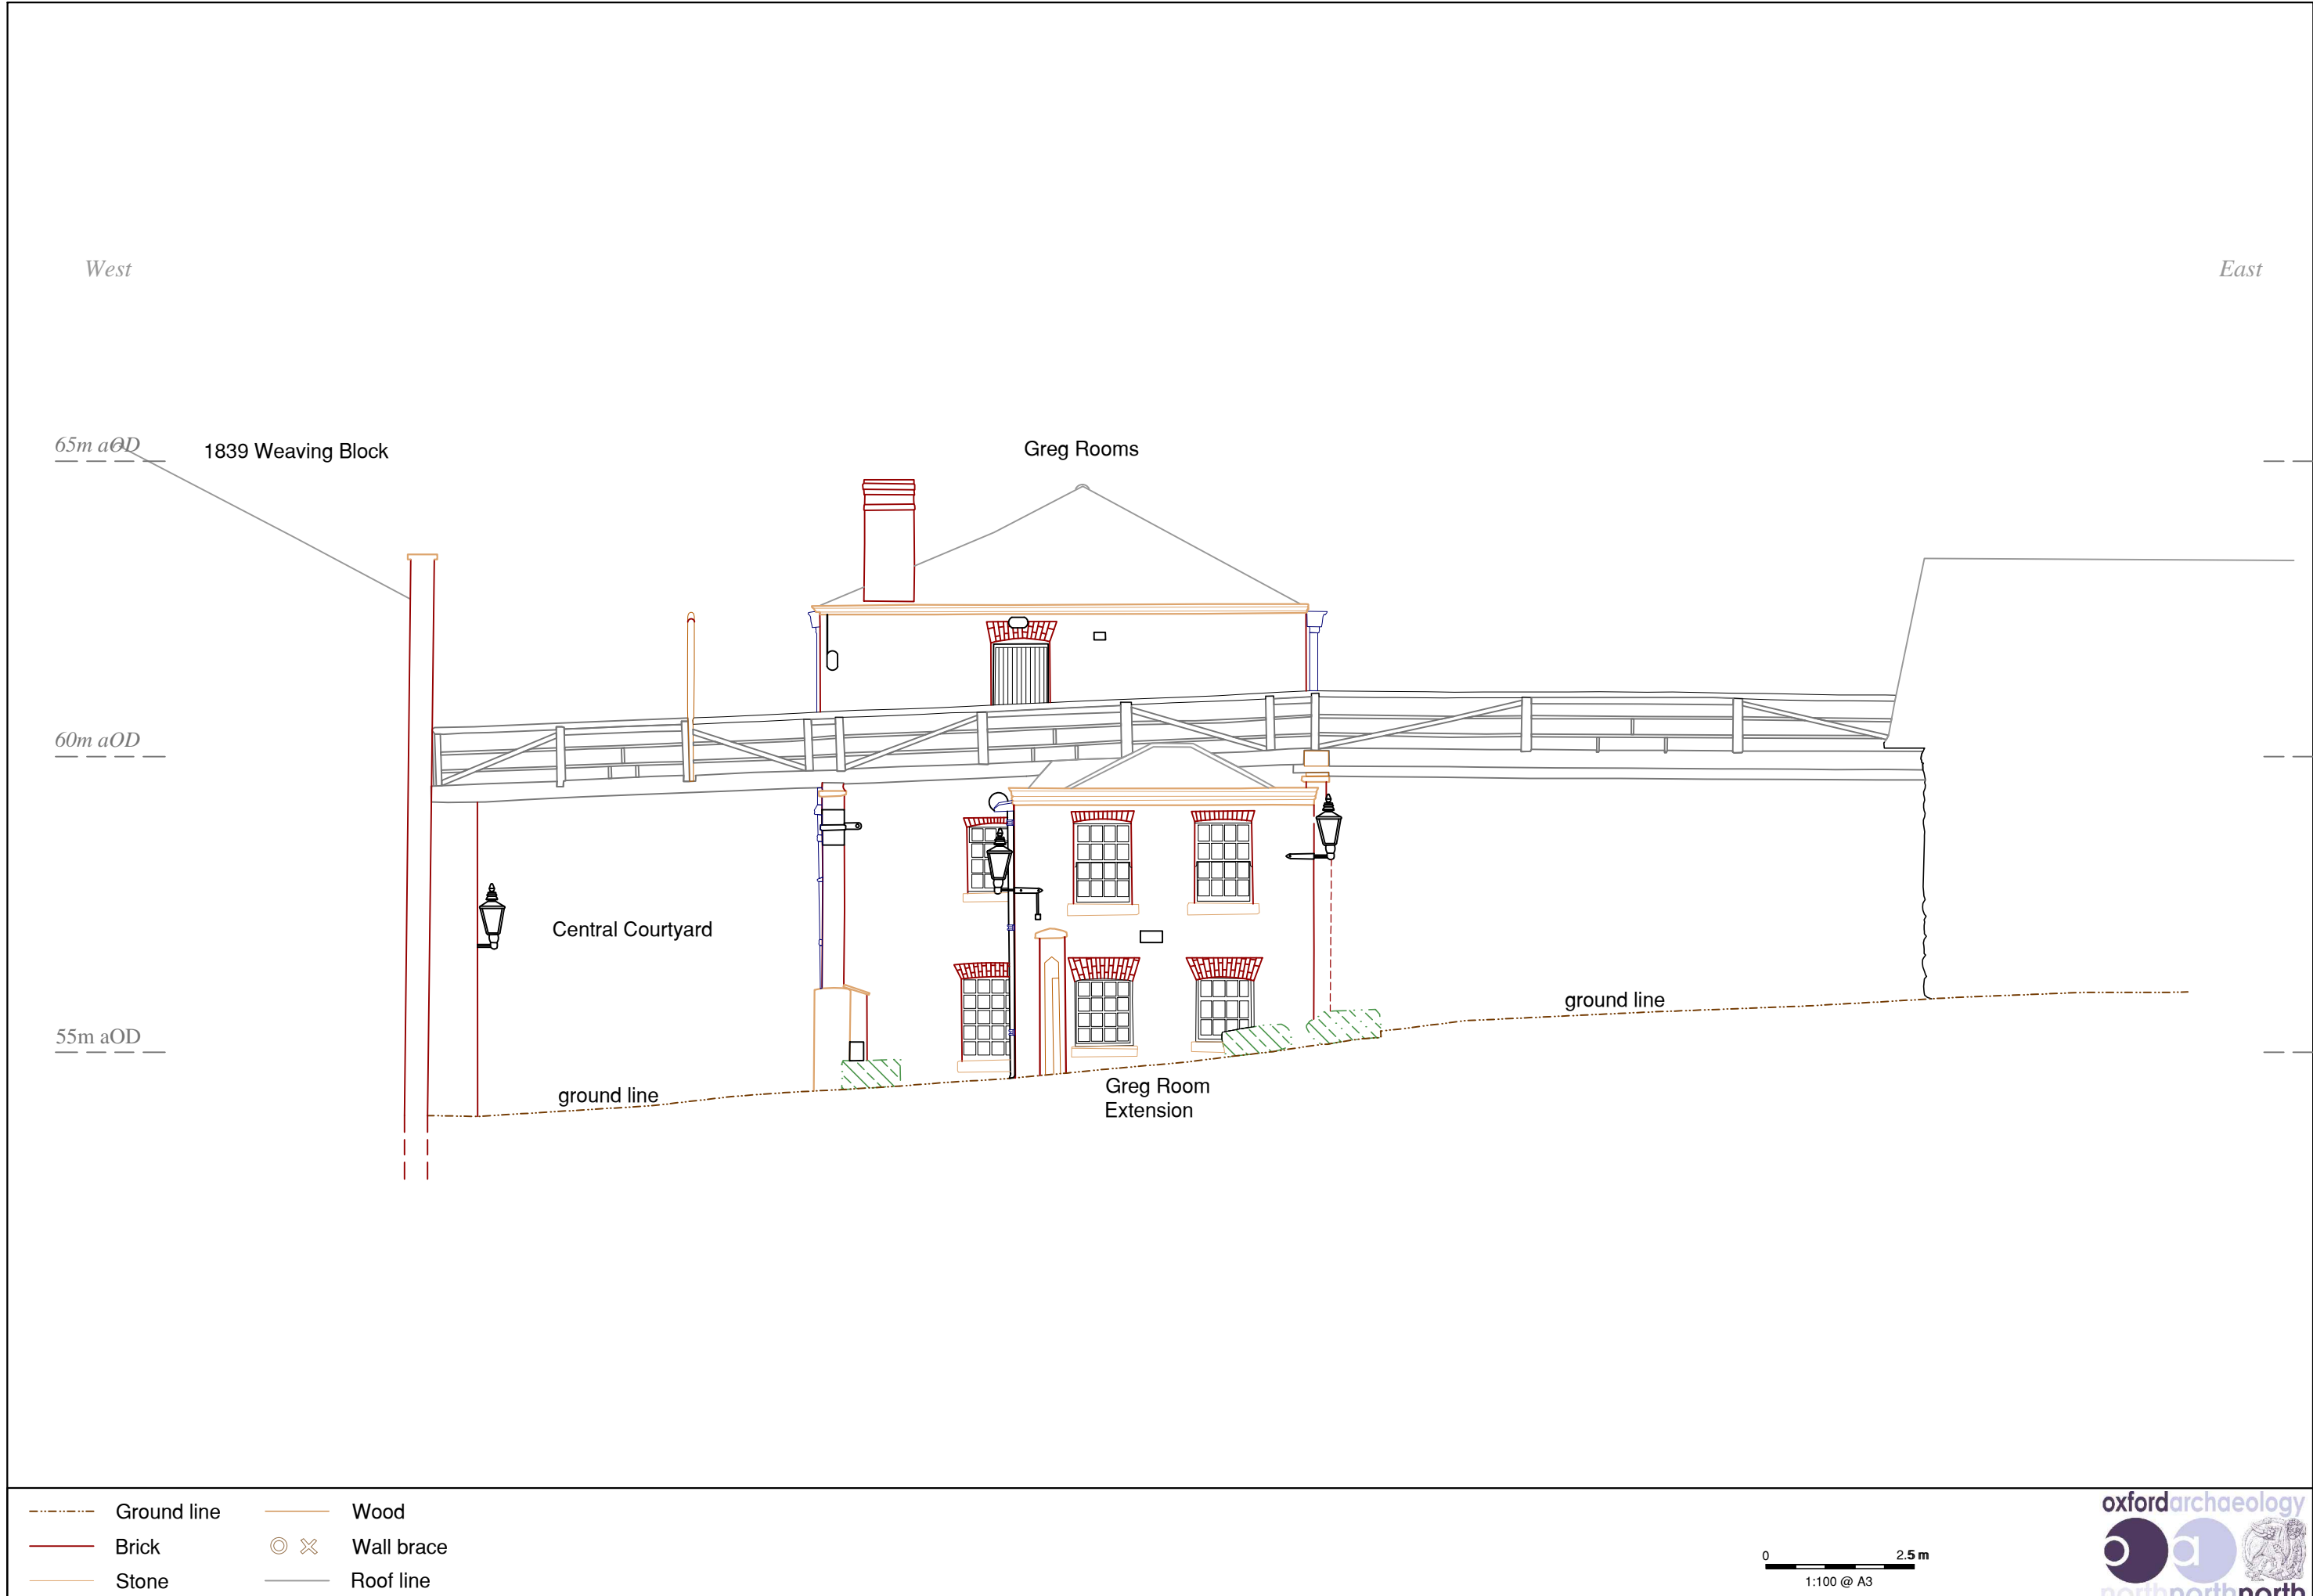 West
East
65m aOD
1839 Weaving Block
Greg Rooms
60m aOD
Central Courtyard
ground line
55m aOD
ground line
Greg Room
Extension
Ground line
Wood
Brick
Wall brace
Stone
Roof line
0
2.5 m
1:100 @ A3
oxfordarchaeology
oa
northnorthnorth